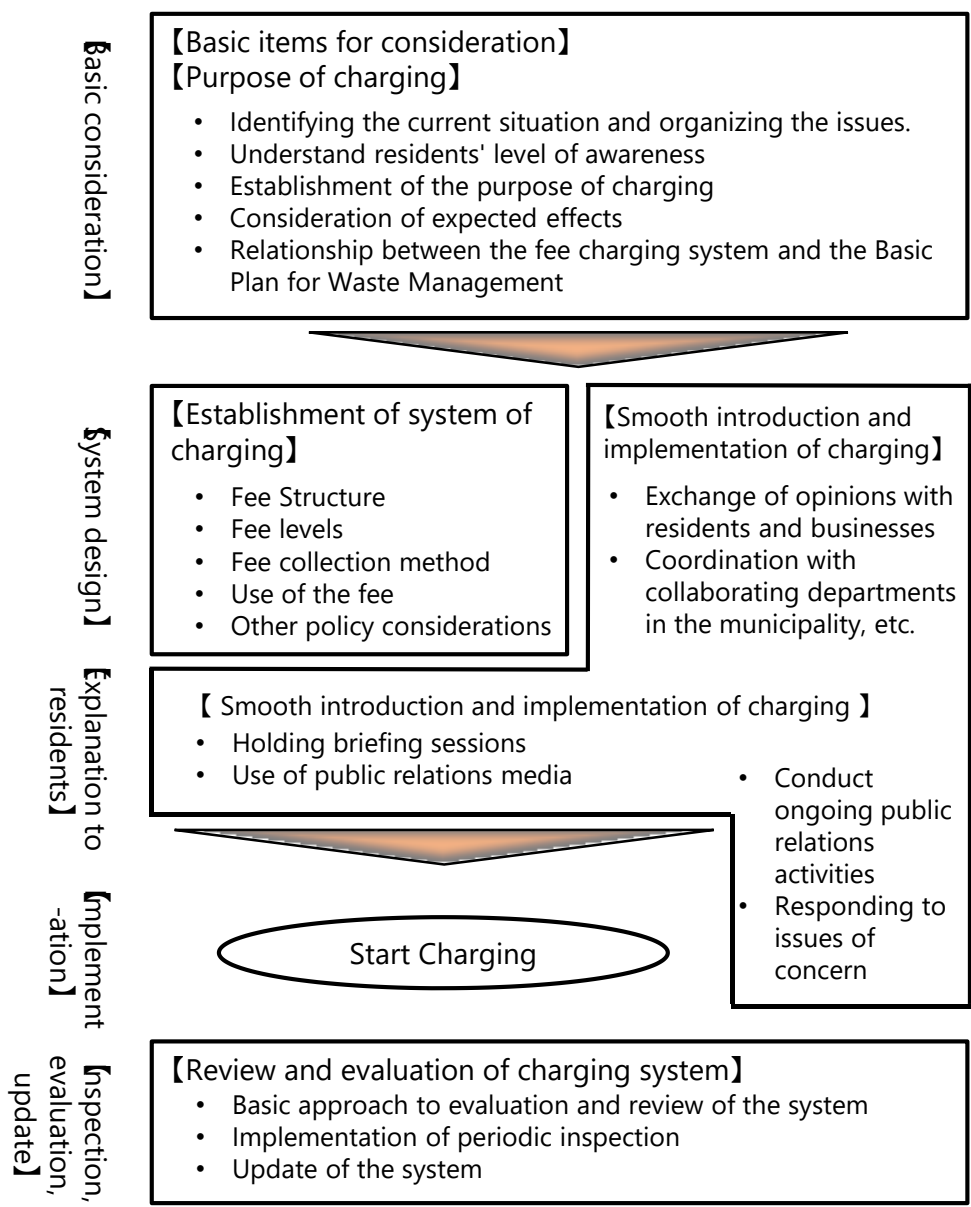 【Basic consideration】
【Basic items for consideration】
【Purpose of charging】
• Identifying the current situation and organizing the issues.
• Understand residents' level of awareness
• Establishment of the purpose of charging
• Consideration of expected effects
• Relationship between the fee charging system and the Basic
Plan for Waste Management
【System design】
【Establishment of system of
charging】
• Fee Structure
• Fee levels
• Fee collection method
• Use of the fee
• Other policy considerations
【Smooth introduction and
implementation of charging】
• Exchange of opinions with
residents and businesses
• Coordination with
collaborating departments
in the municipality, etc.
【Explanation to
residents】
【 Smooth introduction and implementation of charging 】
• Holding briefing sessions
• Use of public relations media
• Conduct
ongoing public
relations
activities
• Responding to
issues of
concern
【Implement
-ation】
Start Charging
【Inspection,
evaluation,
update】
【Review and evaluation of charging system】
• Basic approach to evaluation and review of the system
• Implementation of periodic inspection
• Update of the system